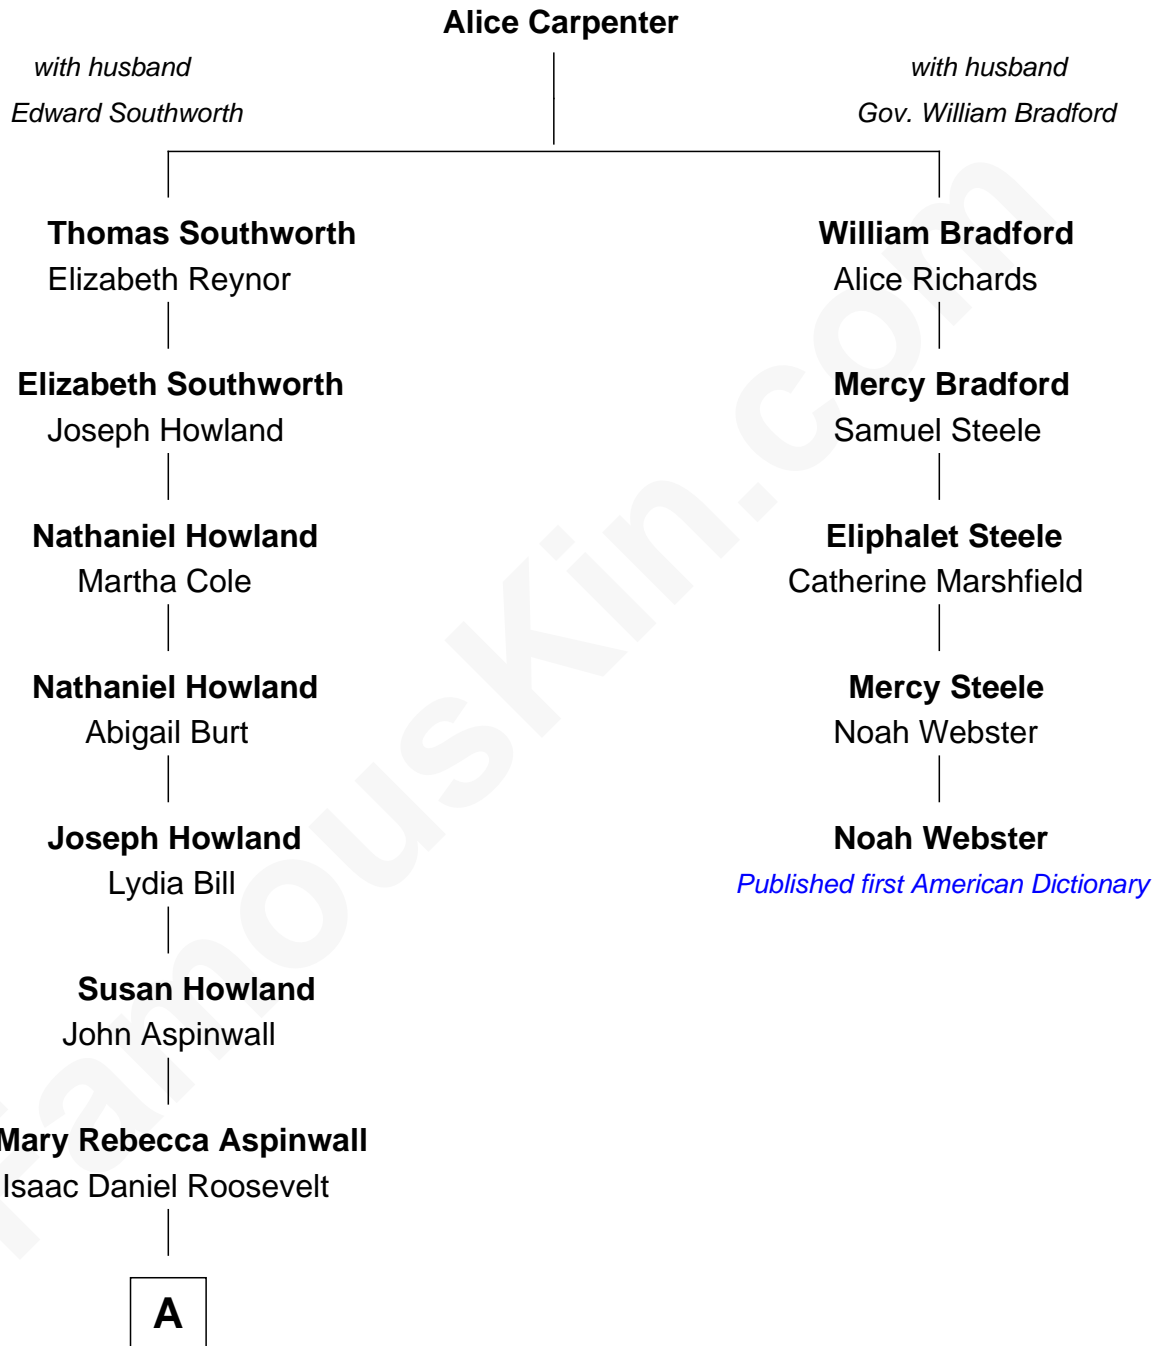 Alice Carpenter
with husband
Edward Southworth
with husband
Gov. William Bradford
Thomas Southworth
Elizabeth Reynor
William Bradford
Alice Richards
Elizabeth Southworth
Joseph Howland
Mercy Bradford
Samuel Steele
Nathaniel Howland
Martha Cole
Eliphalet Steele
Catherine Marshfield
Nathaniel Howland
Abigail Burt
Mercy Steele
Noah Webster
Joseph Howland
Lydia Bill
Noah Webster
Published first American Dictionary
Susan Howland
John Aspinwall
Mary Rebecca Aspinwall
Isaac Daniel Roosevelt
A
FamousKin.com